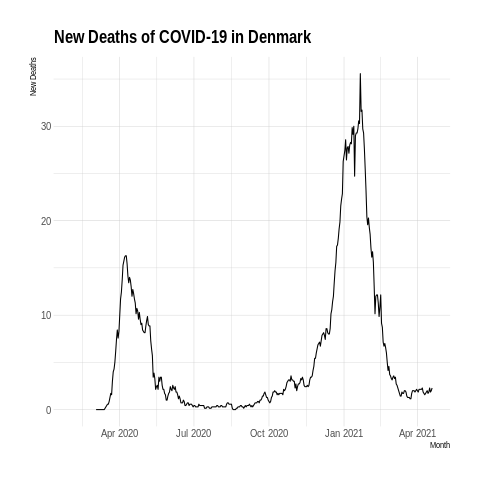 New Deaths of COVID-19 in Denmark
New Deaths
30
20
10
0
Apr 2020 Jul 2020 Oct 2020 Jan 2021 Apr 2021
Month